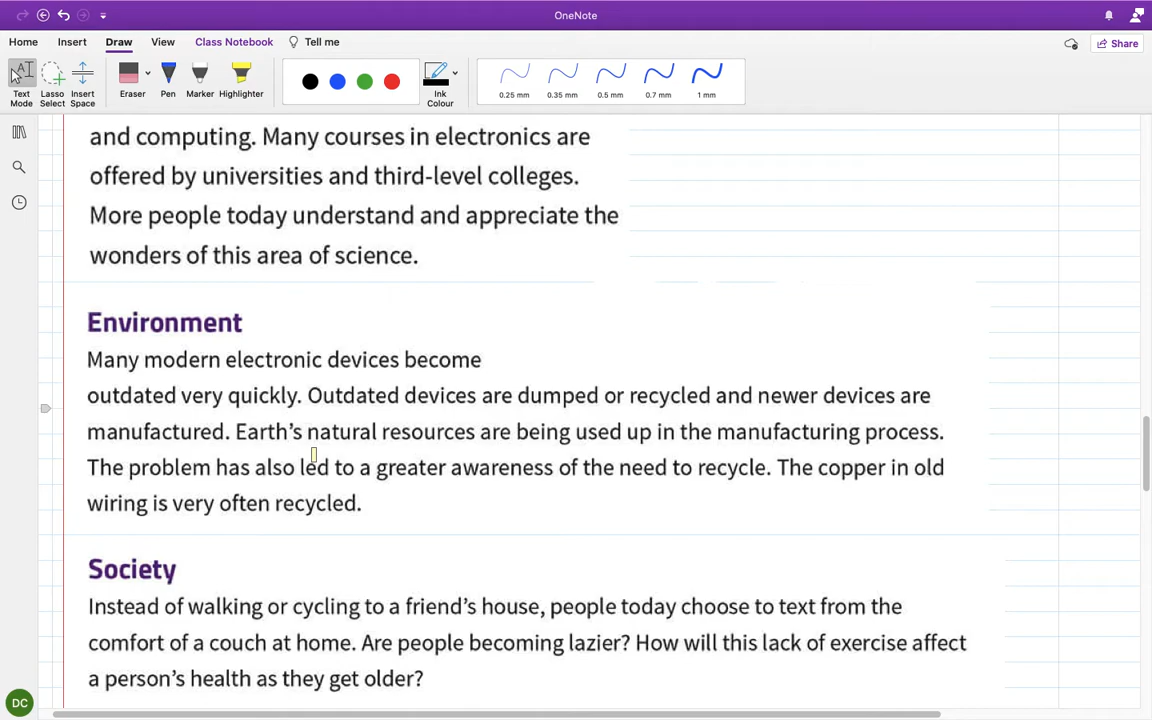 OneNote
Home Insert Draw View Class Notebook Tell me
Share
Text Mode
Lasso Select
Insert Space
Eraser
Pen
Marker
Highlighter
Ink Colour
0.25 mm 0.35 mm 0.5 mm 0.7 mm 1 mm
and computing. Many courses in electronics are
offered by universities and third-level colleges.
More people today understand and appreciate the
wonders of this area of science.
Environment
Many modern electronic devices become
outdated very quickly. Outdated devices are dumped or recycled and newer devices are
manufactured. Earth’s natural resources are being used up in the manufacturing process.
The problem has also led to a greater awareness of the need to recycle. The copper in old
wiring is very often recycled.
Society
Instead of walking or cycling to a friend’s house, people today choose to text from the
comfort of a couch at home. Are people becoming lazier? How will this lack of exercise affect
a person’s health as they get older?
DC